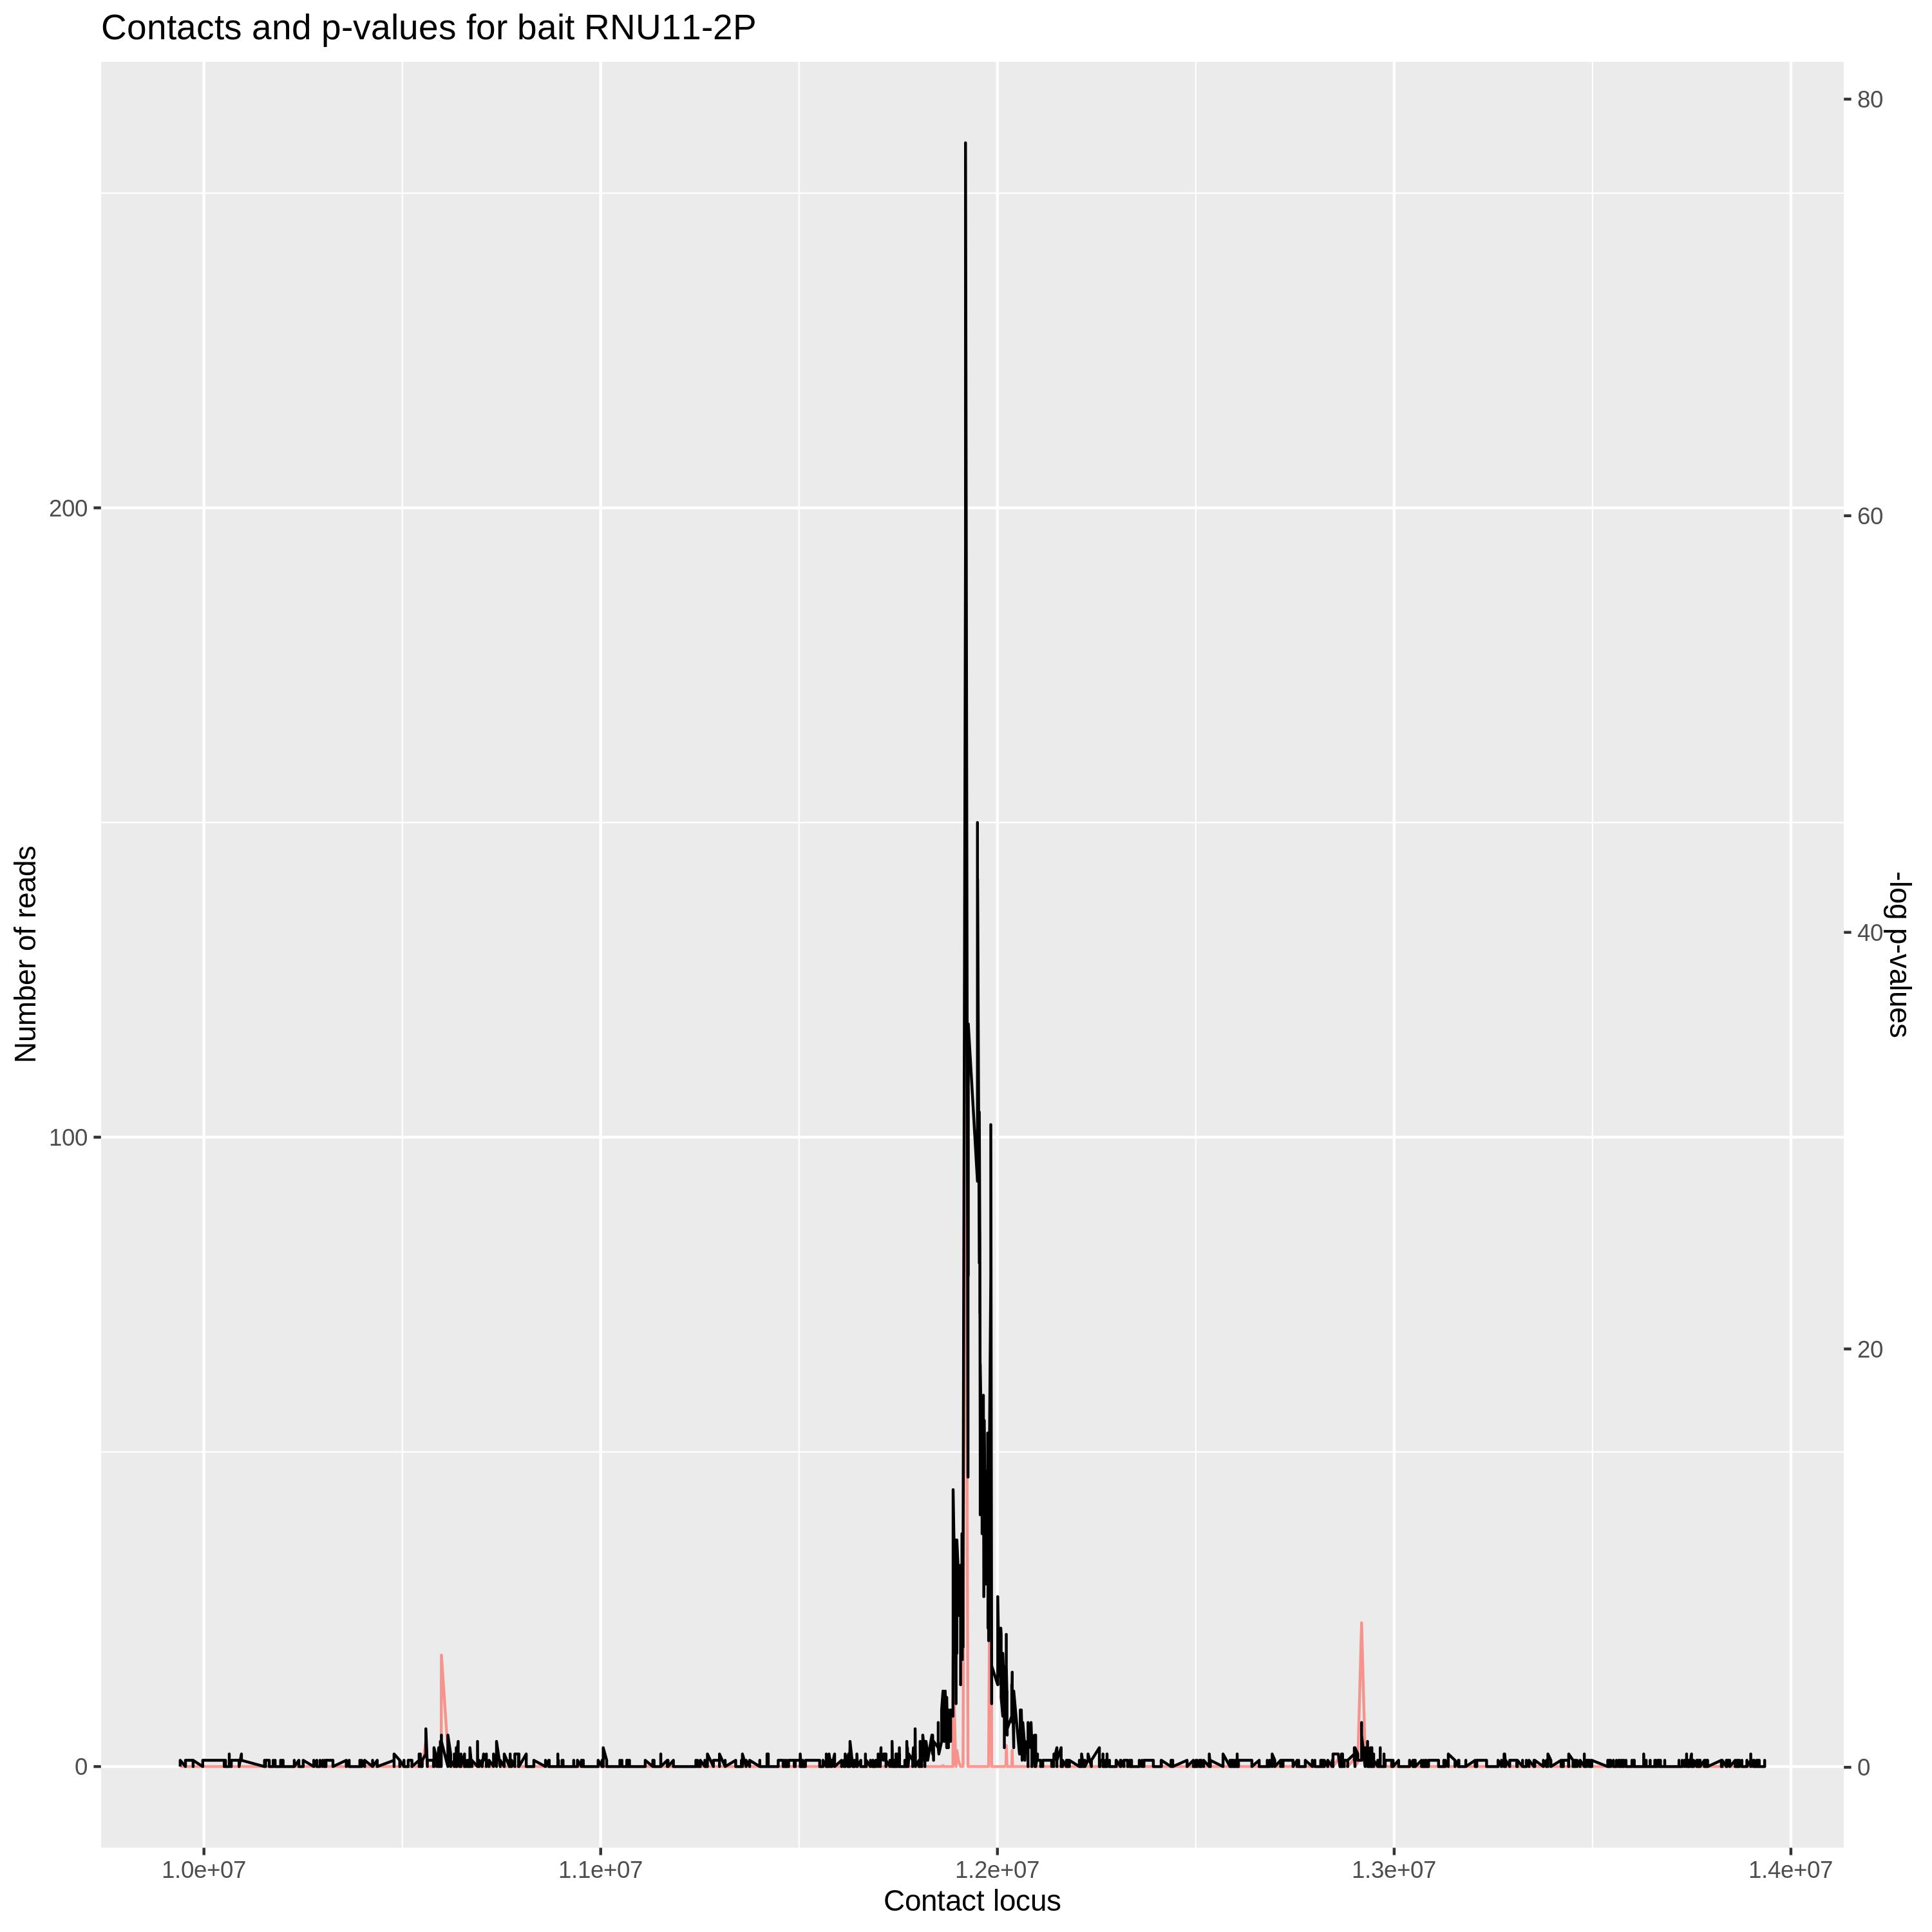 Contacts and p-values for bait RNU11-2P
80
200
60
Number of reads
-log p-values
40
100
20
0
0
1.0e+07
1.1e+07
1.2e+07
1.3e+07
1.4e+07
Contact locus